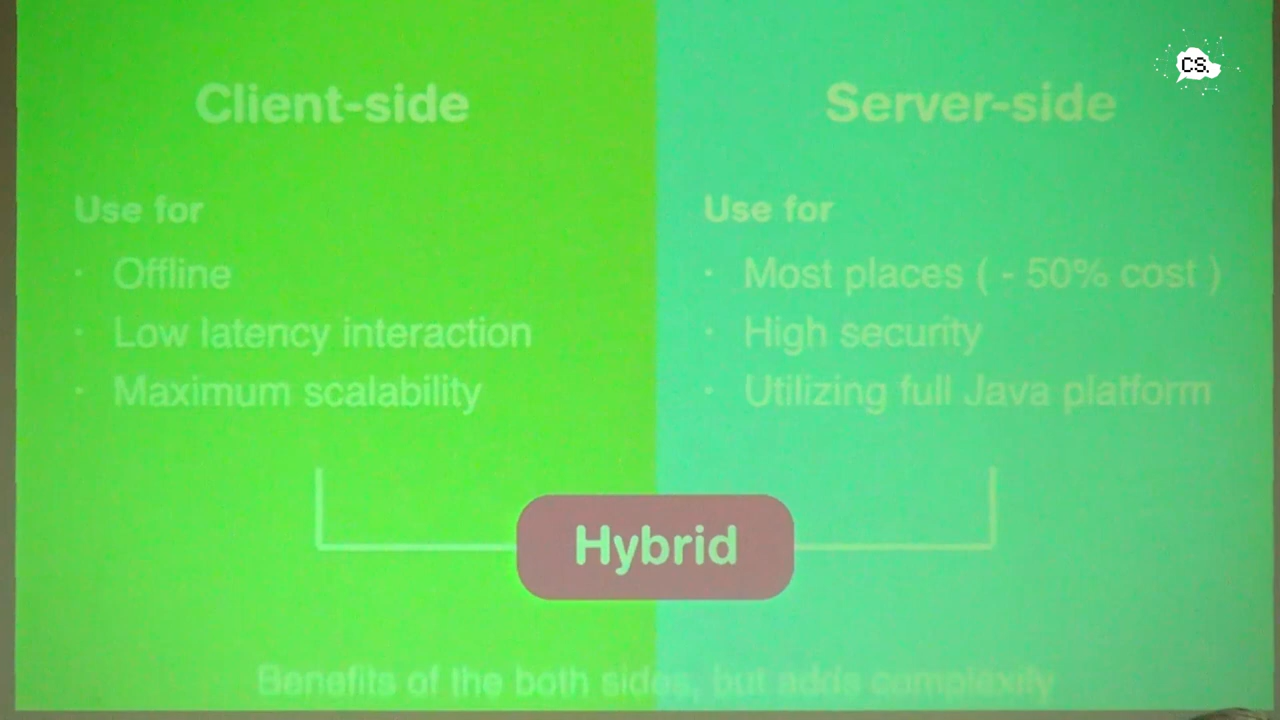 CS.
Client-side
Server-side
Use for
· Offline
· Low latency interaction
· Maximum scalability
Use for
· Most places ( - 50% cost )
· High security
· Utilizing full Java platform
Hybrid
Benefits of the both sides, but adds complexity